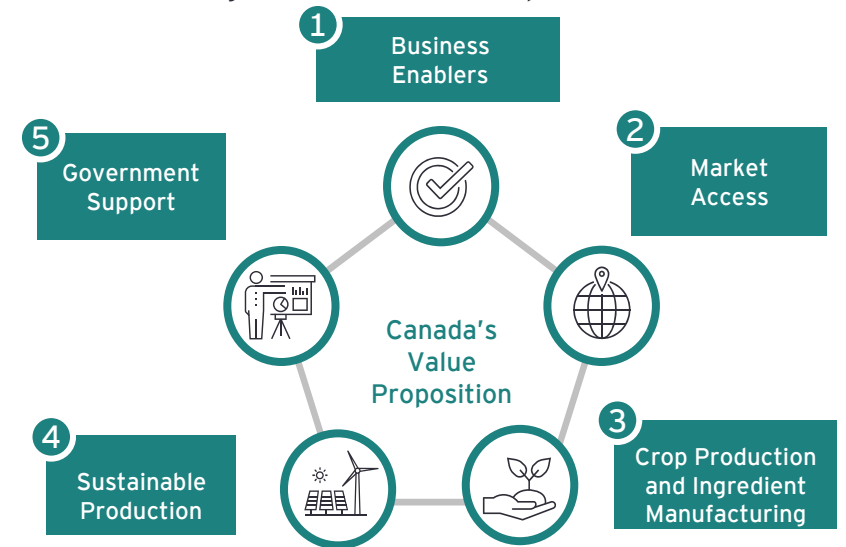 1
Business
Enablers
2
Market
Access
3
Crop Production
and Ingredient
Manufacturing
4
Sustainable
Production
5
Government
Support
Canada's
Value
Proposition